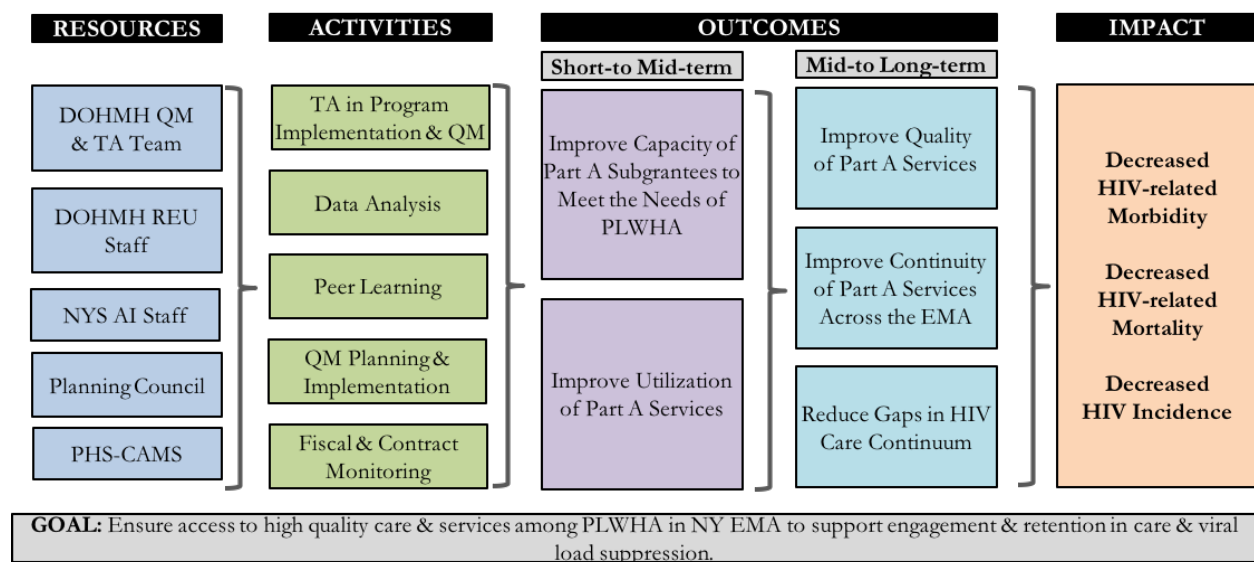 RESOURCES
ACTIVITIES
OUTCOMES
IMPACT
Short-to Mid-term
Mid-to Long-term
DOHMH QM
& TA Team
DOHMH REU
Staff
NYS AI Staff
Planning Council
PHS-CAMS
TA in Program
Implementation & QM
Data Analysis
Peer Learning
QM Planning &
Implementation
Fiscal & Contract
Monitoring
Improve Capacity of
Part A Subgrantees to
Meet the Needs of
PLWHA
Improve Utilization
of Part A Services
Improve Quality
of Part A Services
Improve Continuity
of Part A Services
Across the EMA
Reduce Gaps in HIV
Care Continuum
Decreased
HIV-related
Morbidity
Decreased
HIV-related
Mortality
Decreased
HIV Incidence
GOAL: Ensure access to high quality care & services among PLWHA in NY EMA to support engagement & retention in care & viral
load suppression.